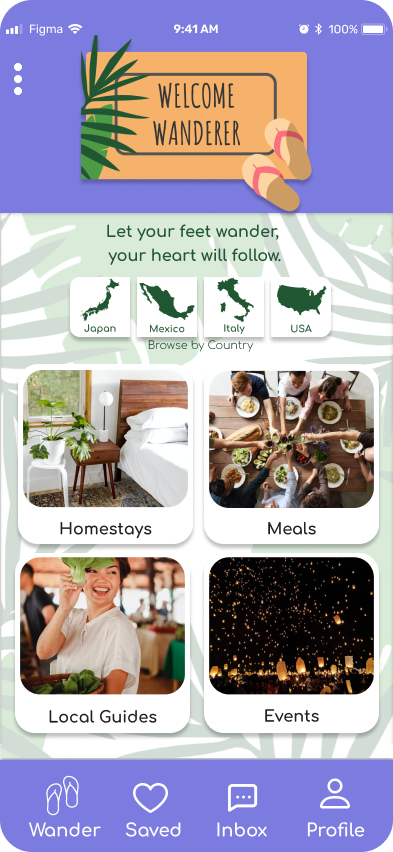 Figma 9:41 AM 100%
WELCOME
WANDERER
Let your feet wander,
your heart will follow.
Japan Mexico Italy USA
Browse by Country
Homestays Meals
Local Guides Events
Wander Saved Inbox Profile